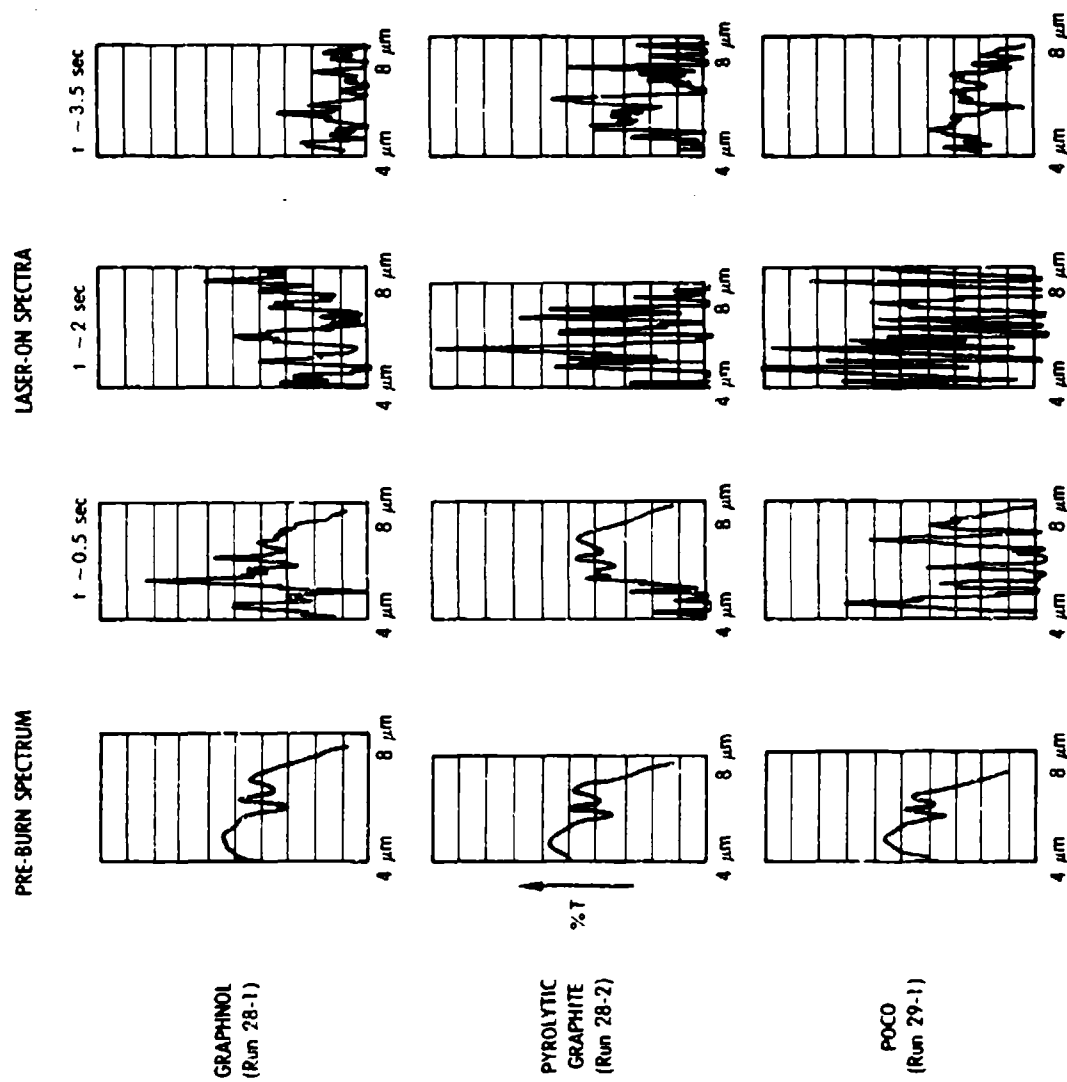 PRE-BURN SPECTRUM
LASER-ON SPECTRA
t ~ 0.5 sec
t ~ 2 sec
t ~ 3.5 sec
GRAPHNOL
(Run 28-1)
4 μm
8 μm
4 μm
8 μm
4 μm
8 μm
4 μm
8 μm
PYROLYTIC
GRAPHITE
(Run 28-2)
% T
4 μm
8 μm
4 μm
8 μm
4 μm
8 μm
4 μm
8 μm
POCO
(Run 29-1)
4 μm
8 μm
4 μm
8 μm
4 μm
8 μm
4 μm
8 μm